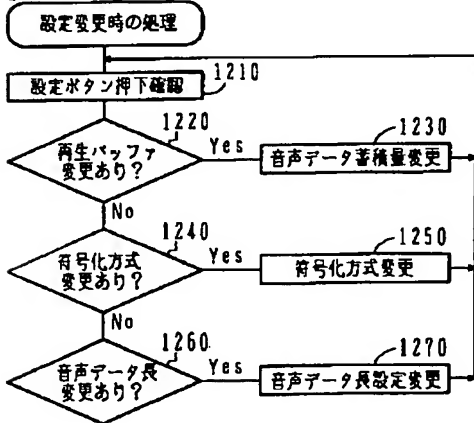 設定変更時の処理
設定ボタン押下確認
1210
再生バッファ
変更あり?
1220
Yes
音声データ蓄積量変更
1230
No
符号化方式
変更あり?
1240
Yes
符号化方式変更
1250
No
音声データ長
変更あり?
1260
Yes
音声データ長設定変更
1270